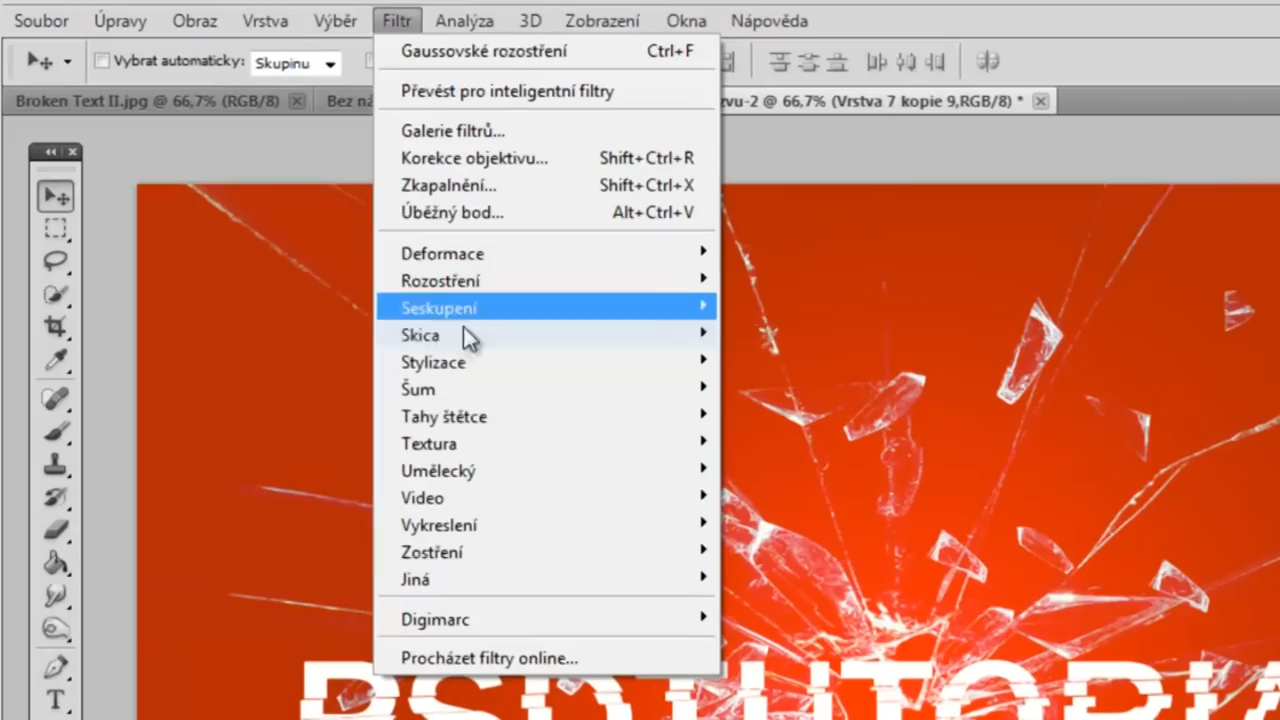 Soubor Úpravy Obraz Vrstva Výběr Filtr Analýza 3D Zobrazení Okna Nápověda
Vybrat automaticky: Skupinu
Broken Text II.jpg @ 66,7% (RGB/8) Bez @ 66,7% (Vrstva 7 kopie 9,RGB/8) *
Gaussovské rozostření Ctrl+F
Převést pro inteligentní filtry
Galerie filtrů...
Korekce objektivu... Shift+Ctrl+R
Zkapalnění... Shift+Ctrl+X
Úběžný bod... Alt+Ctrl+V
Deformace
Rozostření
Seskupení
Skica
Stylizace
Šum
Tahy štětce
Textura
Umělecký
Video
Vykreslení
Zostření
Jiná
Digimarc
Procházet filtry online...
T